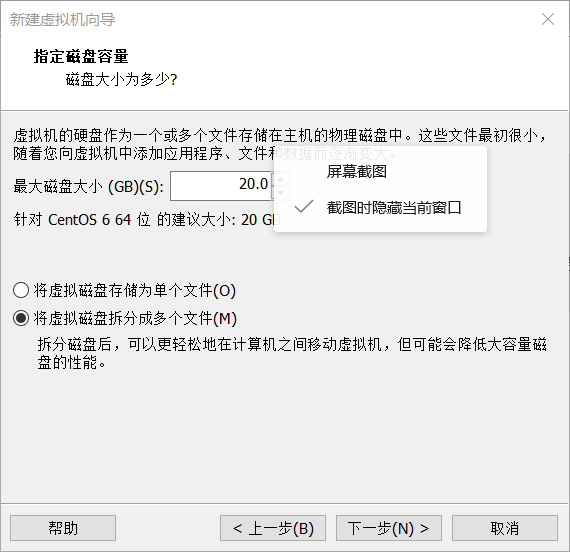 新建虚拟机向导
指定磁盘容量
磁盘大小为多少?
虚拟机的硬盘作为一个或多个文件存储在主机的物理磁盘中。这些文件最初很小，
随着您向虚拟机中添加应用程序、文件和数据而逐渐变大。
屏幕截图
最大磁盘大小 (GB)(S): 20.0
截图时隐藏当前窗口
针对 CentOS 6 64 位 的建议大小: 20 GB
将虚拟磁盘存储为单个文件(O)
将虚拟磁盘拆分成多个文件(M)
拆分磁盘后，可以更轻松地在计算机之间移动虚拟机，但可能会降低大容量磁
盘的性能。
帮助 < 上一步(B) 下一步(N) > 取消